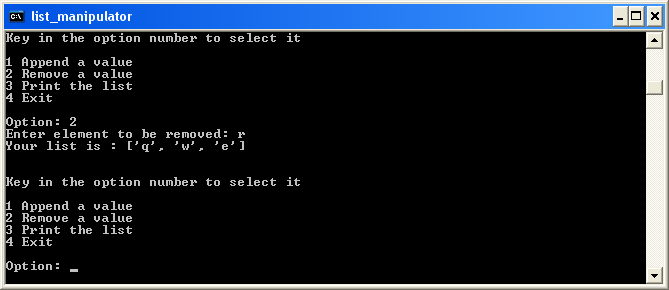 list_manipulator
Key in the option number to select it
1 Append a value
2 Remove a value
3 Print the list
4 Exit
Option: 2
Enter element to be removed: r
Your list is : ['q', 'w', 'e']
Key in the option number to select it
1 Append a value
2 Remove a value
3 Print the list
4 Exit
Option: _